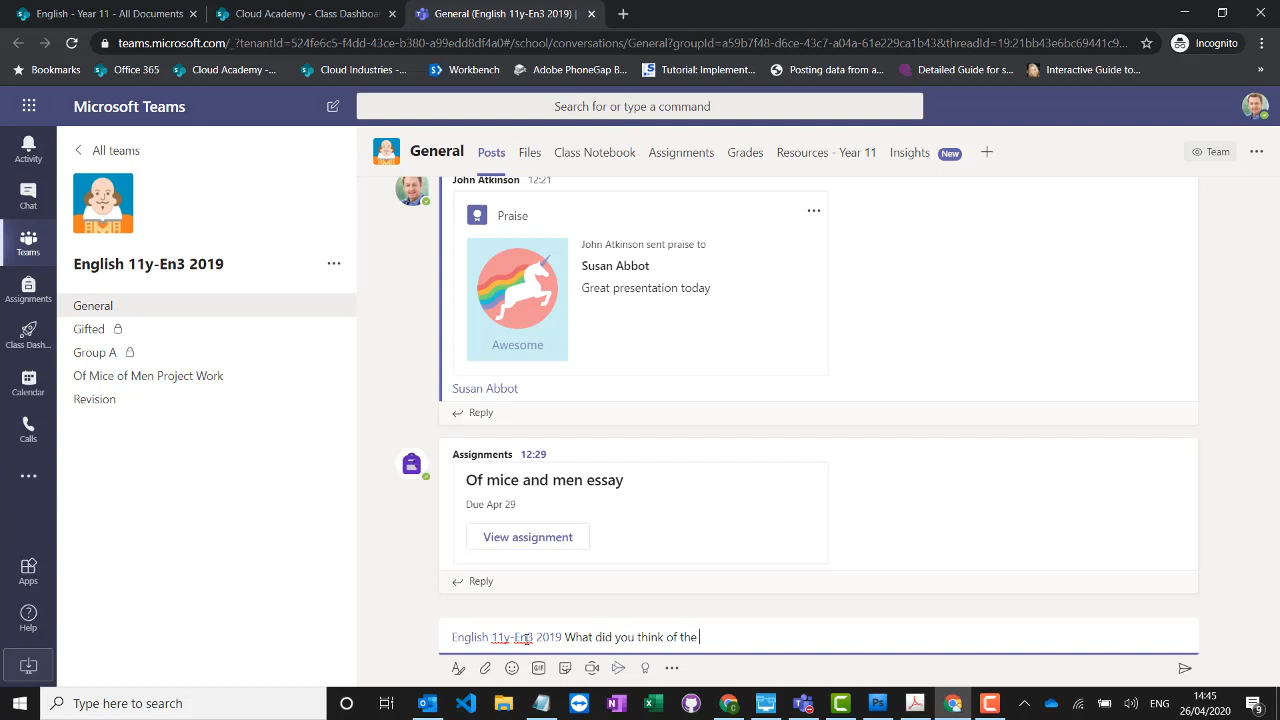 English - Year 11 - All Documents
Cloud Academy - Class Dashboa
General (English 11y-En3 2019) |
teams.microsoft.com/_?tenantId=524fe6c5-f4dd-43ce-b380-a99edd8df4a0#/school/conversations/General?groupId=a59b7f48-d6ce-43c7-a04a-61e229ca1b43&threadId=19:21bb43e6bc69441c9...
Incognito
Bookmarks
Office 365
Cloud Academy -...
Cloud Industries -...
Workbench
Adobe PhoneGap B...
Tutorial: Implement...
Posting data from a...
Detailed Guide for s...
Interactive Guide to...
»
Microsoft Teams
Search for or type a command
Activity
Chat
Teams
Assignments
Class Dash...
Calendar
Calls
Apps
Help
All teams
English 11y-En3 2019
General
Gifted
Group A
Of Mice of Men Project Work
Revision
General
Posts
Files
Class Notebook
Assignments
Grades
Resources - Year 11
Insights
New
Team
John Atkinson 12:21
Praise
John Atkinson sent praise to
Susan Abbot
Great presentation today
Awesome
Susan Abbot
Reply
Assignments 12:29
Of mice and men essay
Due Apr 29
View assignment
Reply
English 11y-En3 2019 What did you think of the
GIF
Type here to search
14:45
26/04/2020